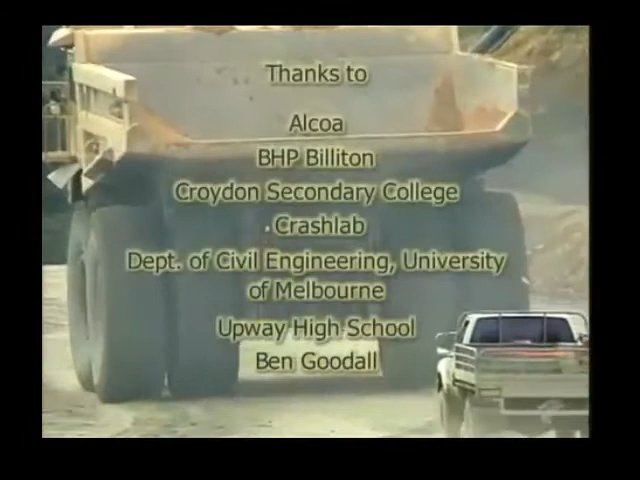 Thanks to
Alcoa
BHP Billiton
Croydon Secondary College
Crashlab
Dept. of Civil Engineering, University
of Melbourne
Upway High School
Ben Goodall